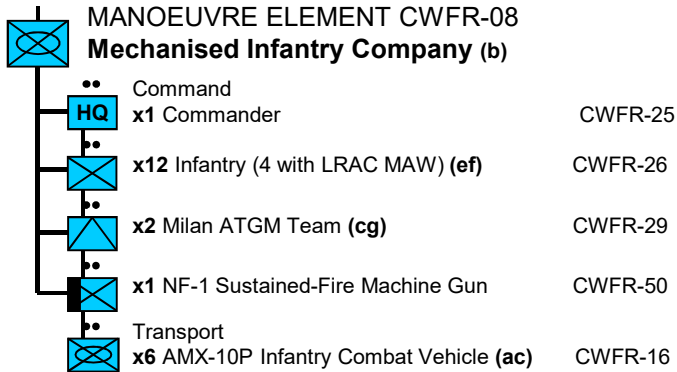 MANOEUVRE ELEMENT CWFR-08
Mechanised Infantry Company (b)
Command
HQ x1 Commander CWFR-25
x12 Infantry (4 with LRAC MAW) (ef) CWFR-26
x2 Milan ATGM Team (cg) CWFR-29
x1 NF-1 Sustained-Fire Machine Gun CWFR-50
Transport
x6 AMX-10P Infantry Combat Vehicle (ac) CWFR-16